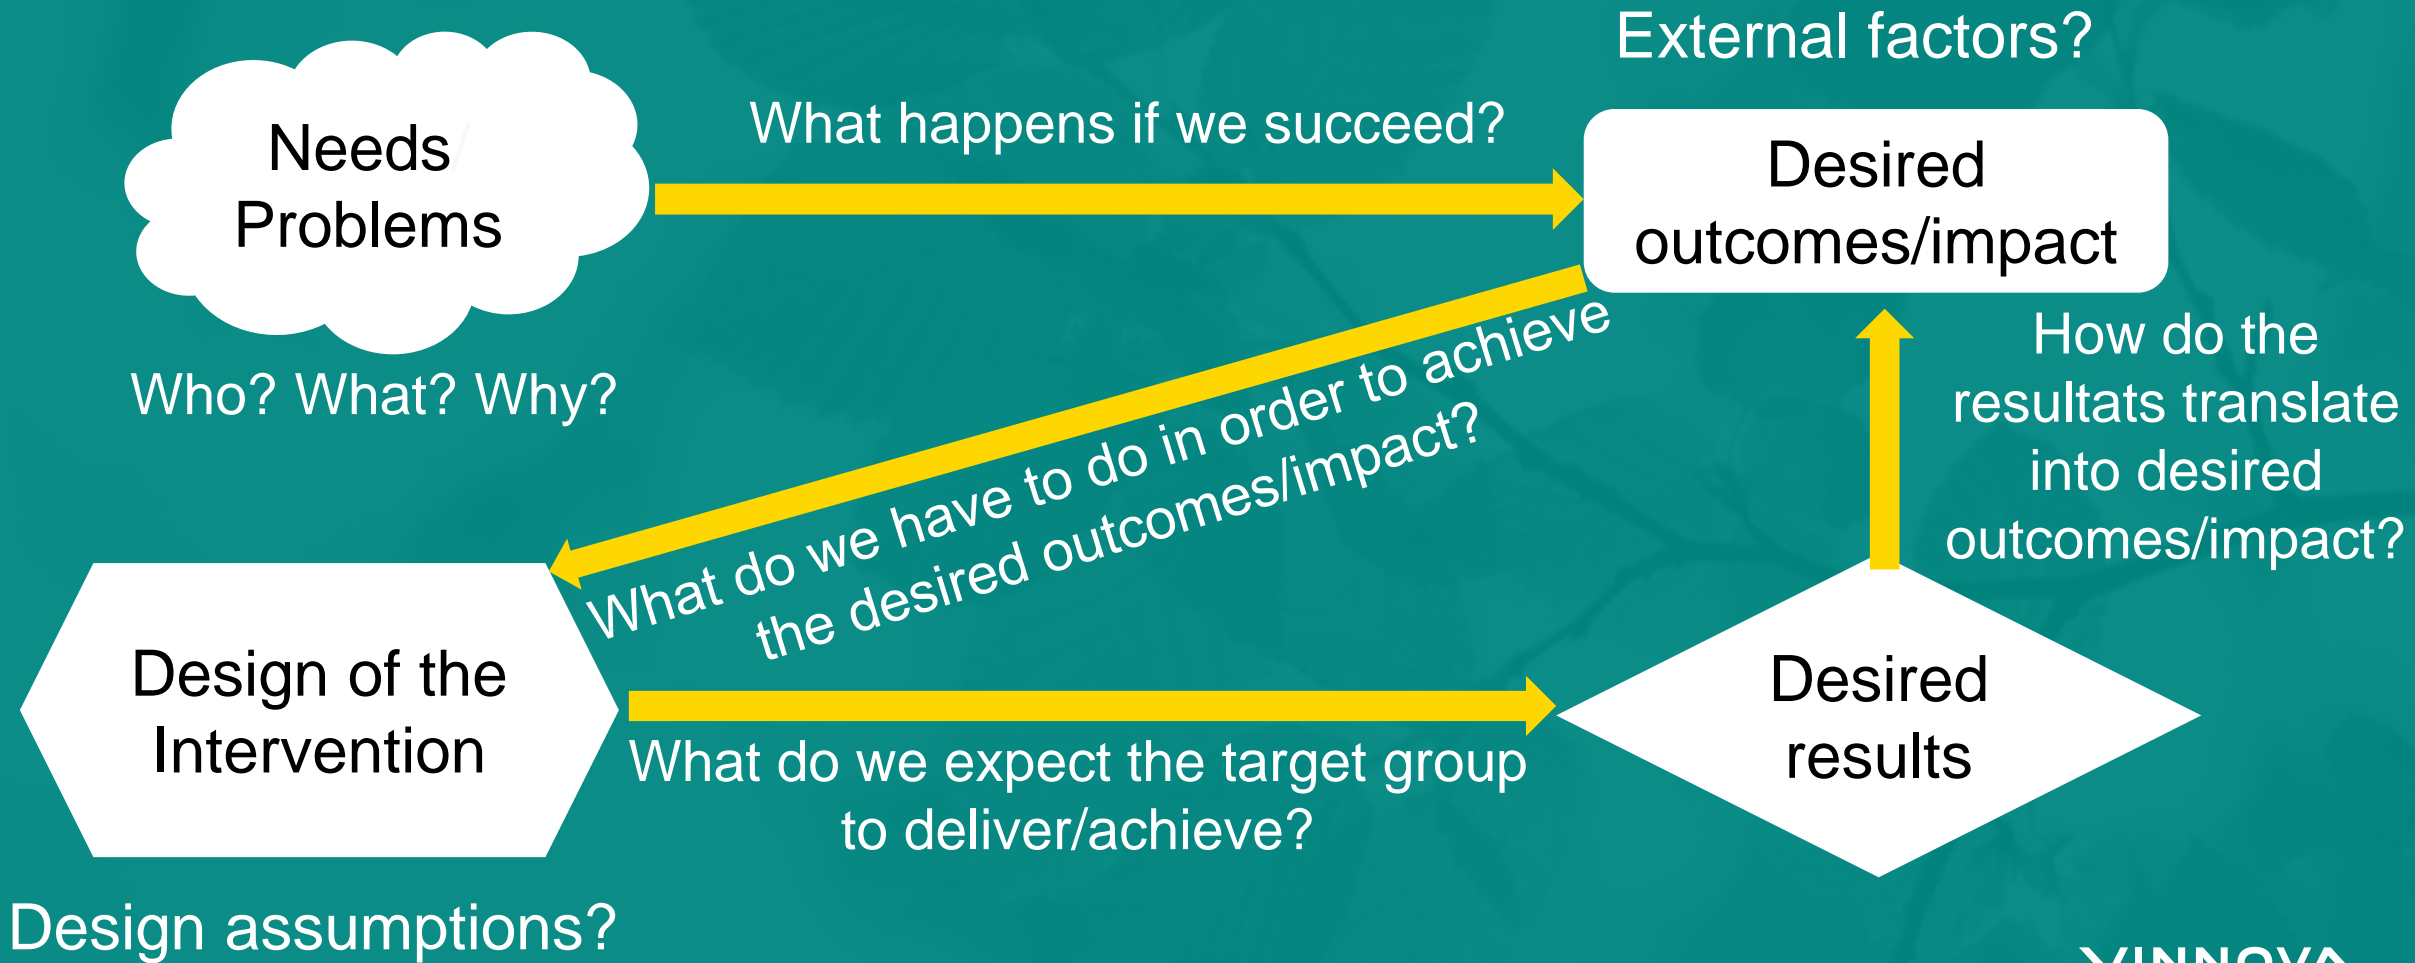 External factors?
Needs/
Problems
What happens if we succeed?
Desired
outcomes/impact
Who? What? Why?
What do we have to do in order to achieve
the desired outcomes/impact?
How do the
resultats translate
into desired
outcomes/impact?
Design of the
Intervention
What do we expect the target group
to deliver/achieve?
Desired
results
Design assumptions?
VINNOVA